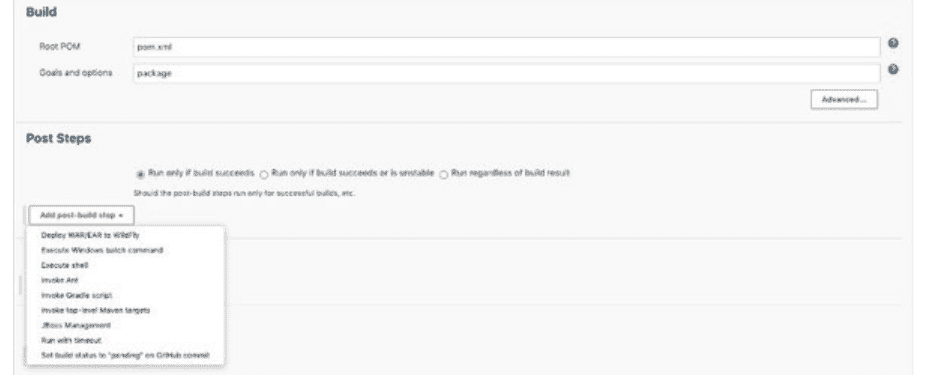 Build
Root POM
pom.xml
Goals and options
package
Advanced...
Post Steps
Run only if build succeeds Run only if build succeeds or is unstable Run regardless of build result
Should the post-build steps run only for successful builds, etc.
Add post-build step
Deploy WAR/EAR to WildFly
Execute Windows batch command
Execute shell
Invoke Ant
Invoke Gradle script
Invoke top-level Maven targets
JBoss Management
Run with timeout
Set build status to "pending" on GitHub commit